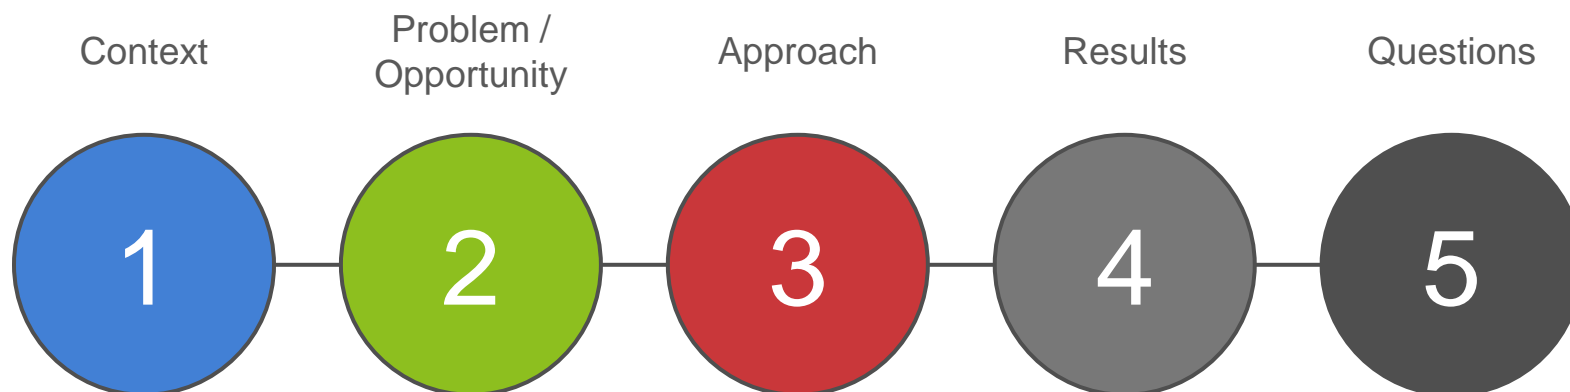 Context
Problem /
Opportunity
Approach
Results
Questions
1
2
3
4
5